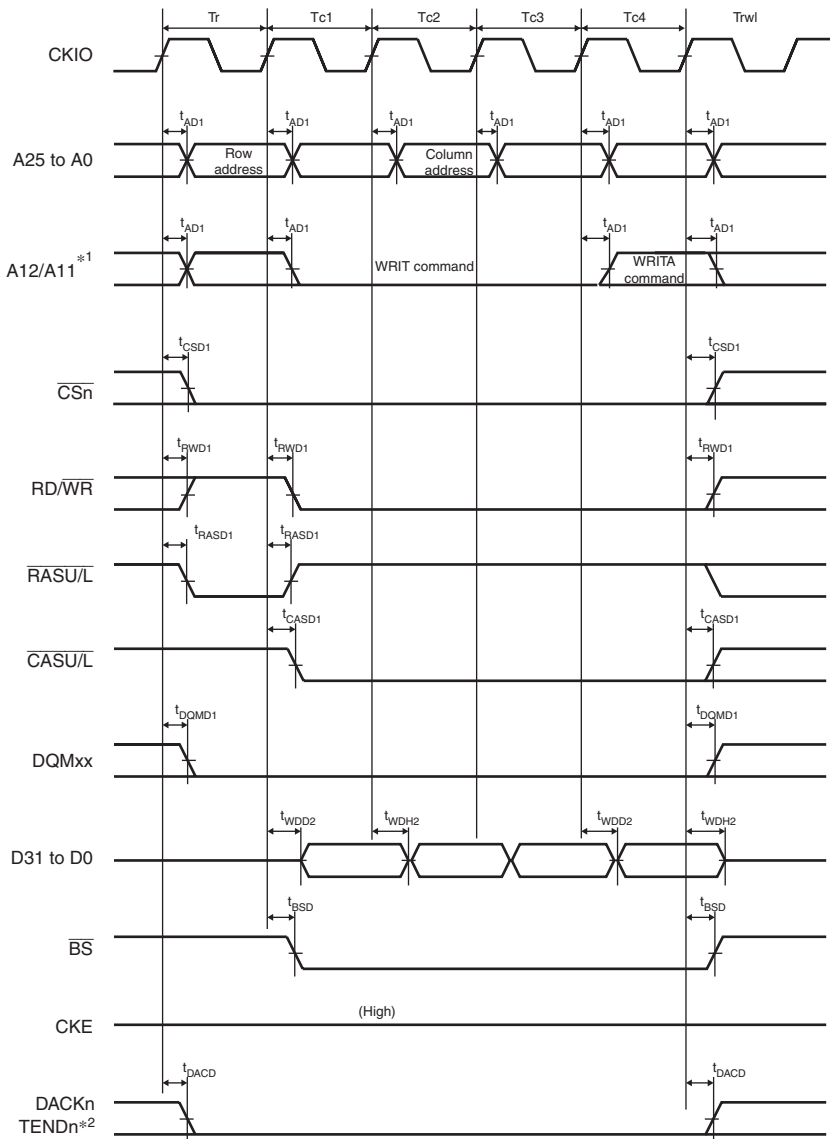 Tr Tc1 Tc2 Tc3 Tc4 Trwl
CKIO
tAD1 tAD1 tAD1 tAD1 tAD1 tAD1
A25 to A0
Row
address
Column
address
tAD1 tAD1 tAD1 tAD1
A12/A11*1
WRIT command
WRITA
command
tCSD1 tCSD1
CSn
tRWD1 tRWD1 tRWD1
RD/WR
tRASD1 tRASD1
RASU/L
tCASD1 tCASD1
CASU/L
tDQMD1 tDQMD1
DQMxx
tWDD2 tWDH2 tWDD2 tWDH2
D31 to D0
tBSD tBSD
BS
(High)
CKE
tDACD tDACD
DACKn
TENDn*2